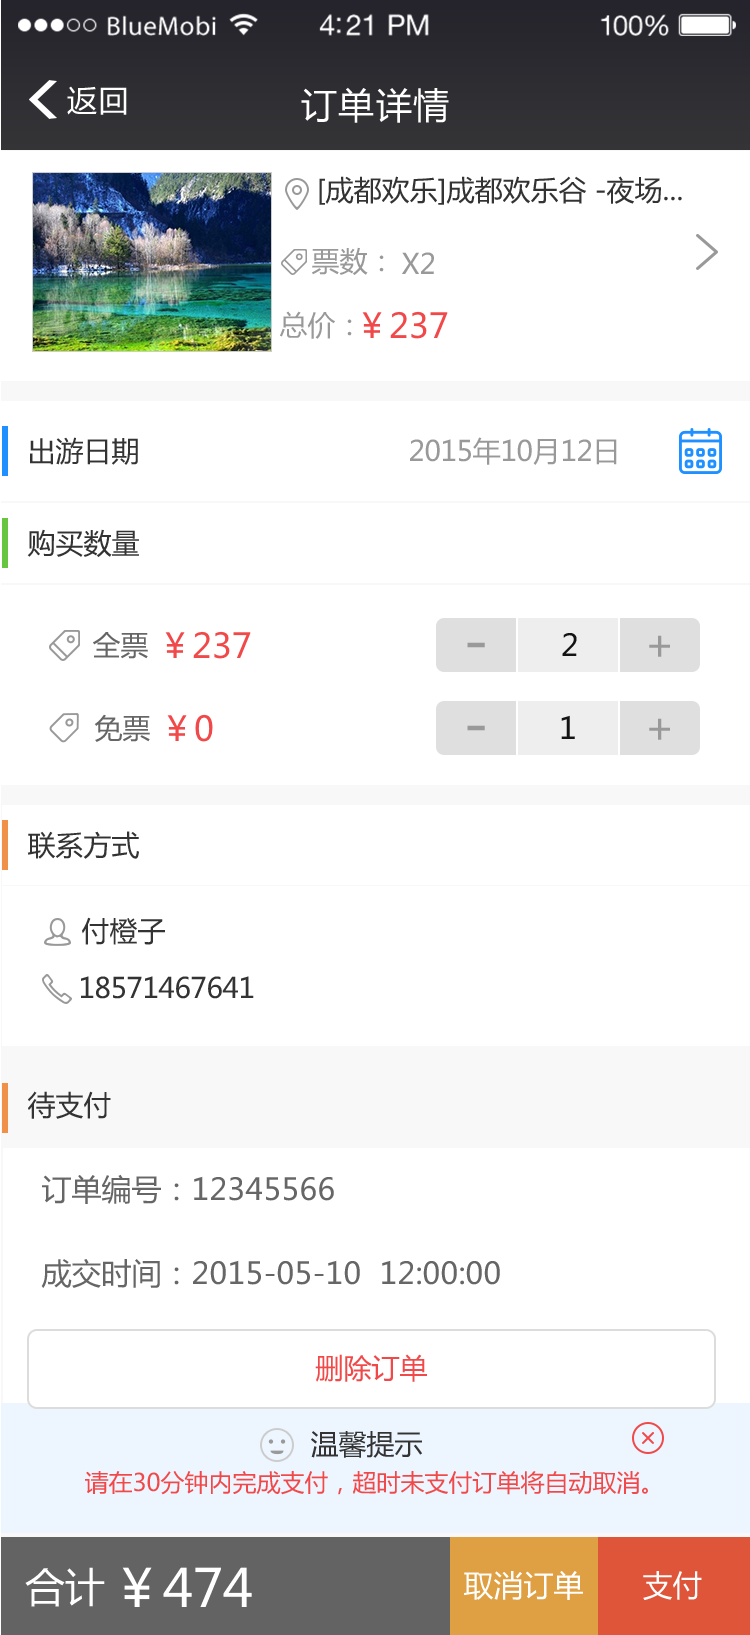 BlueMobi 4:21 PM 100%
返回 订单详情
[成都欢乐]成都欢乐谷 -夜场...
票数： X2
总价：¥237
出游日期 2015年10月12日
购买数量
全票 ¥237 − 2 +
免票 ¥0 − 1 +
联系方式
付橙子
18571467641
待支付
订单编号：12345566
成交时间：2015-05-10 12:00:00
删除订单
温馨提示
请在30分钟内完成支付，超时未支付订单将自动取消。
合计 ¥474 取消订单 支付